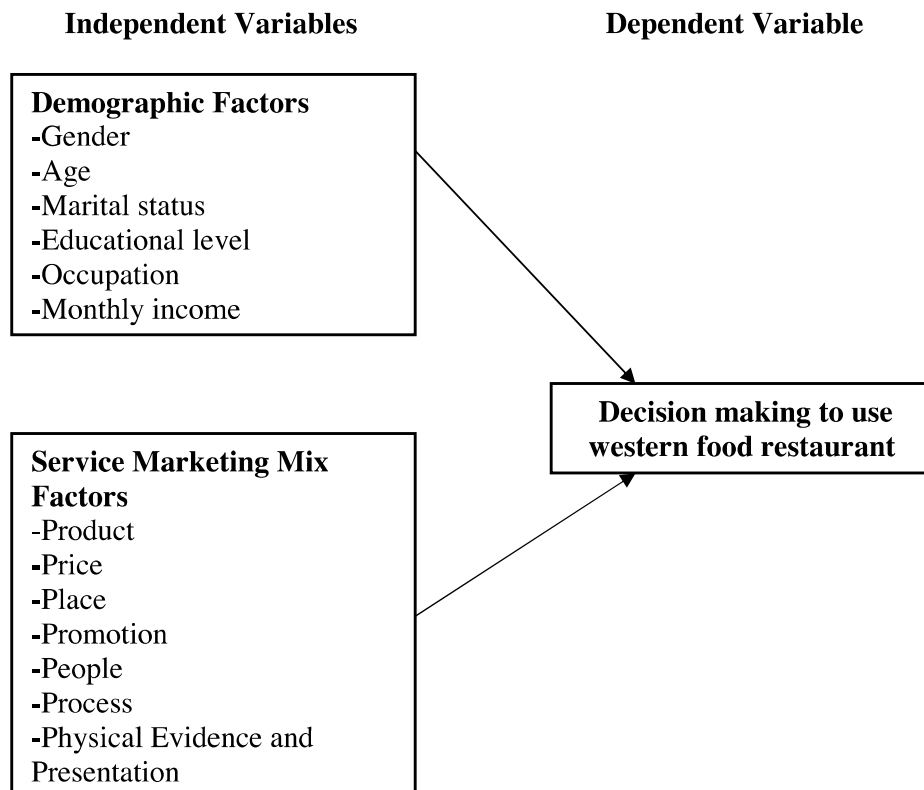 Independent Variables
Dependent Variable
Demographic Factors
-Gender
-Age
-Marital status
-Educational level
-Occupation
-Monthly income
Decision making to use
western food restaurant
Service Marketing Mix
Factors
-Product
-Price
-Place
-Promotion
-People
-Process
-Physical Evidence and
Presentation